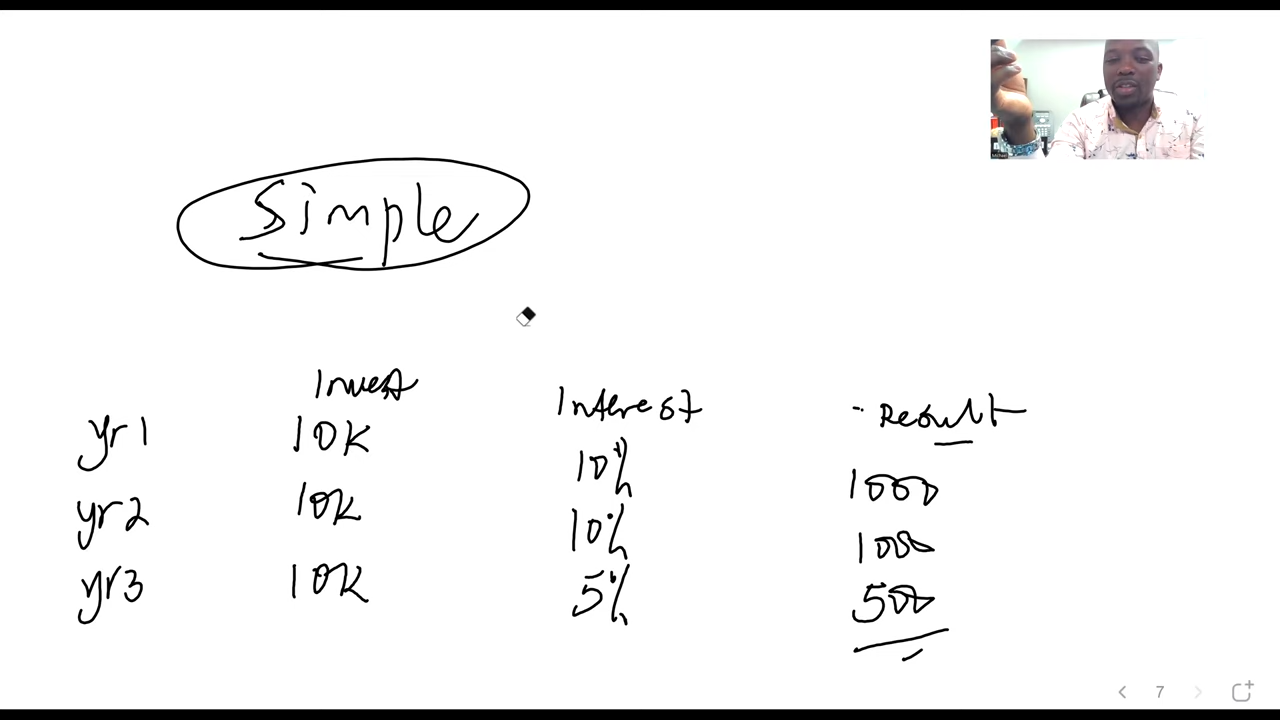 Simple
Invest Interest Result
yr1 10K 10% 1000
yr2 10K 10% 1000
yr3 10K 5% 500
7